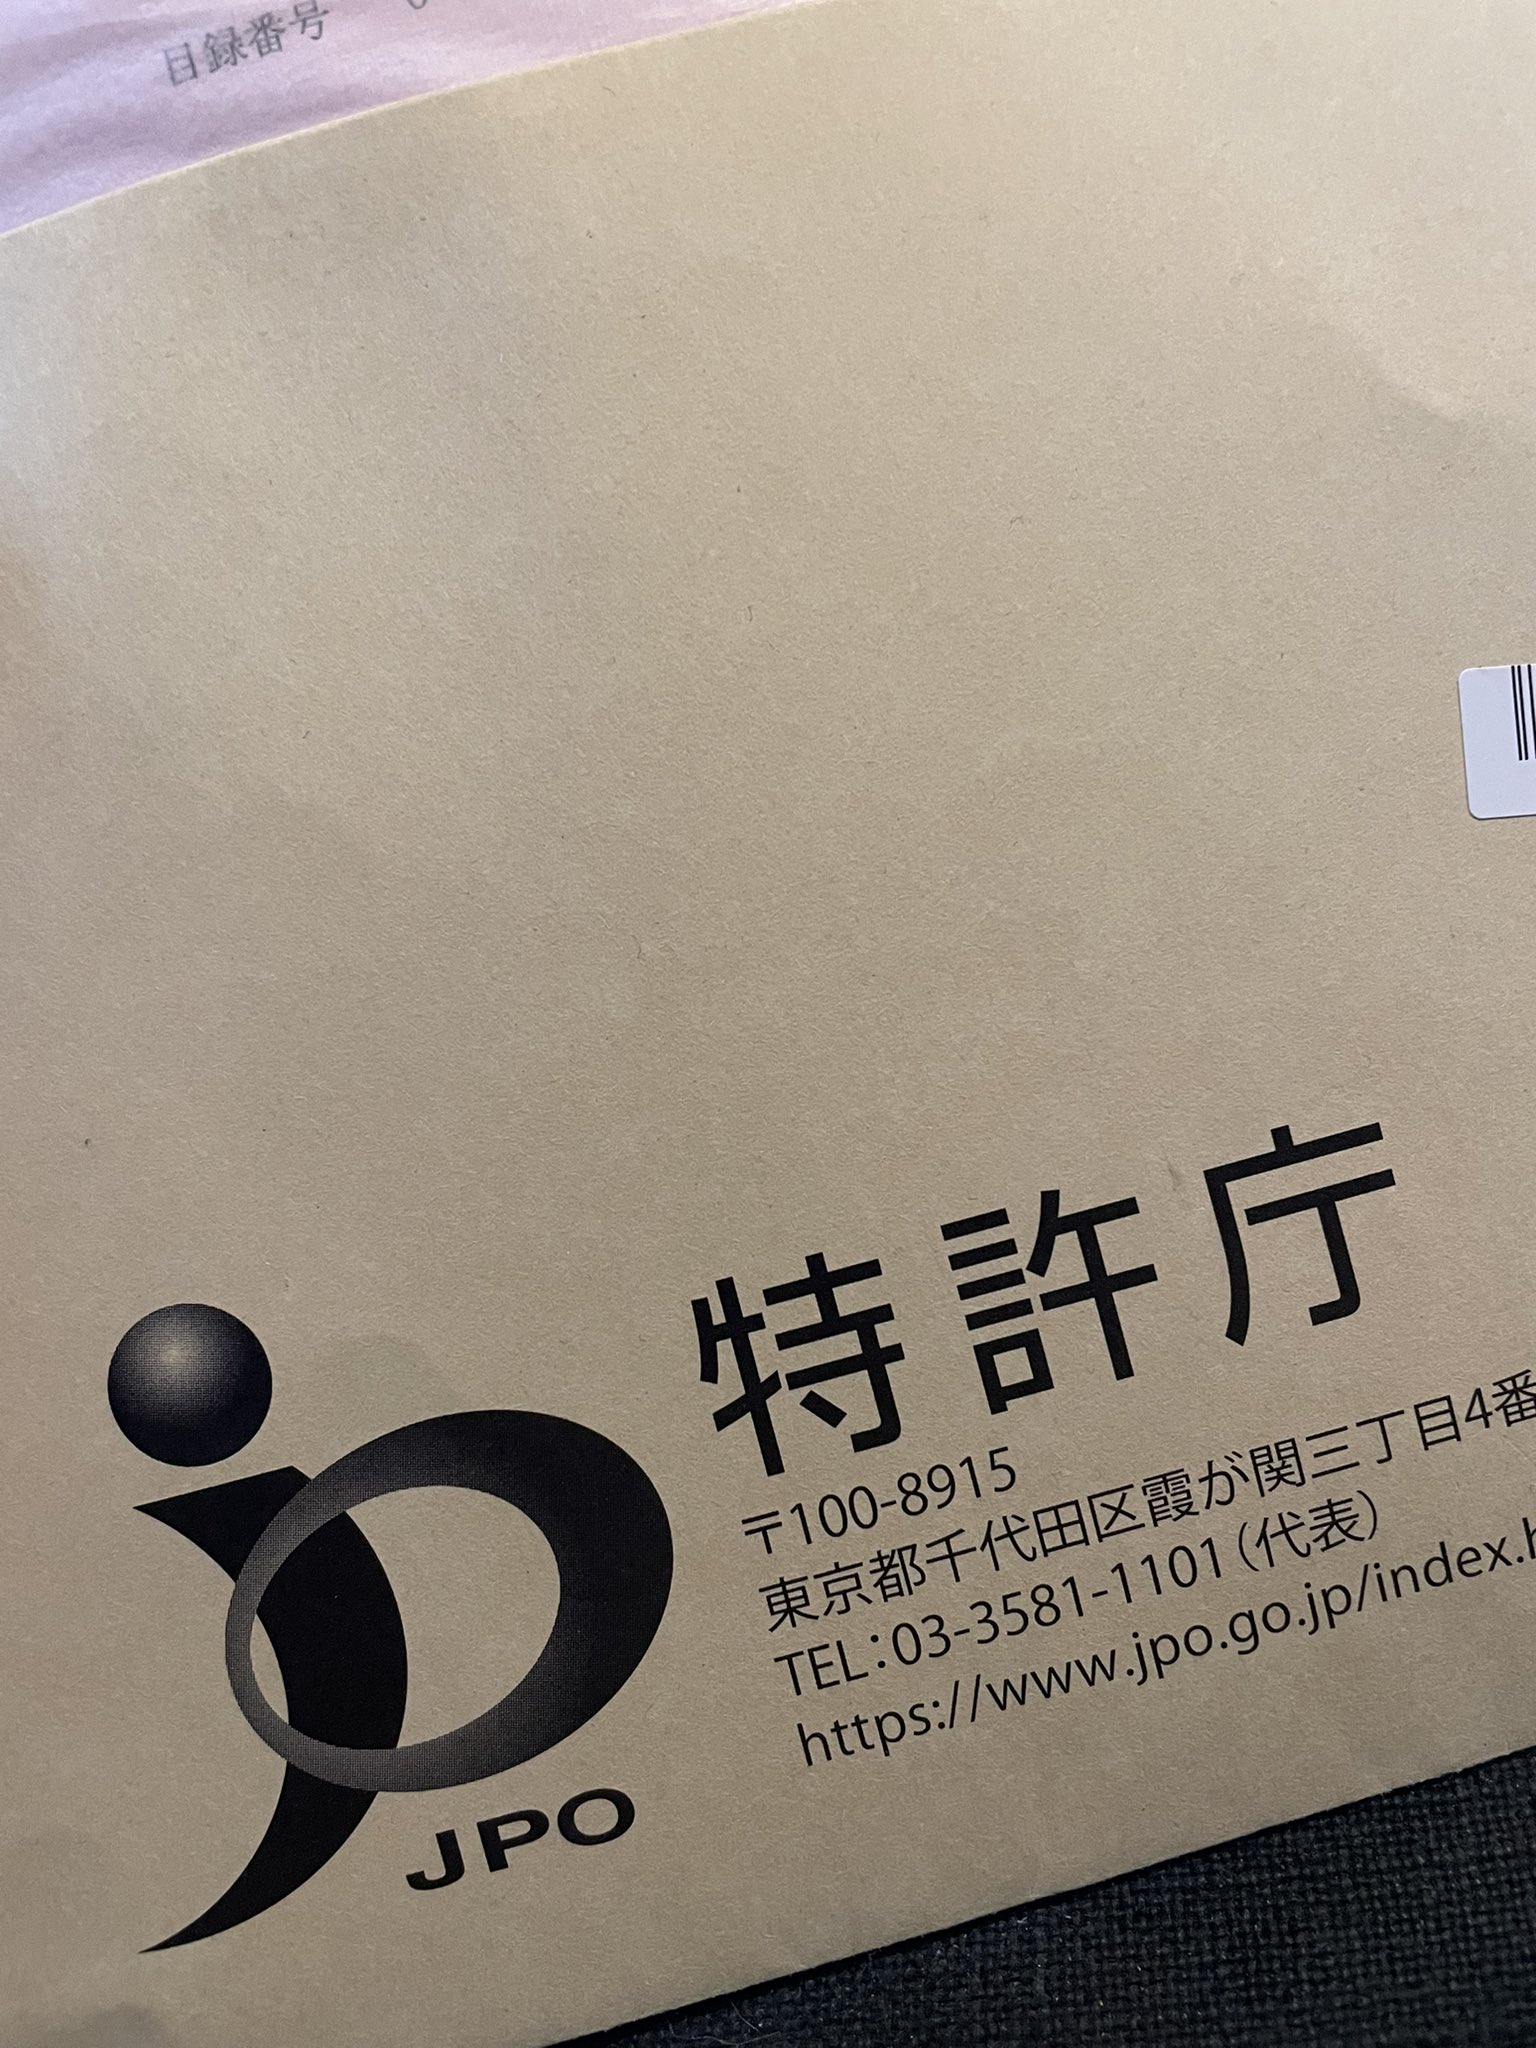 目録番号
特許庁
〒100-8915
東京都千代田区霞が関三丁目4番
TEL：03-3581-1101（代表）
https://www.jpo.go.jp/index.h
JPO